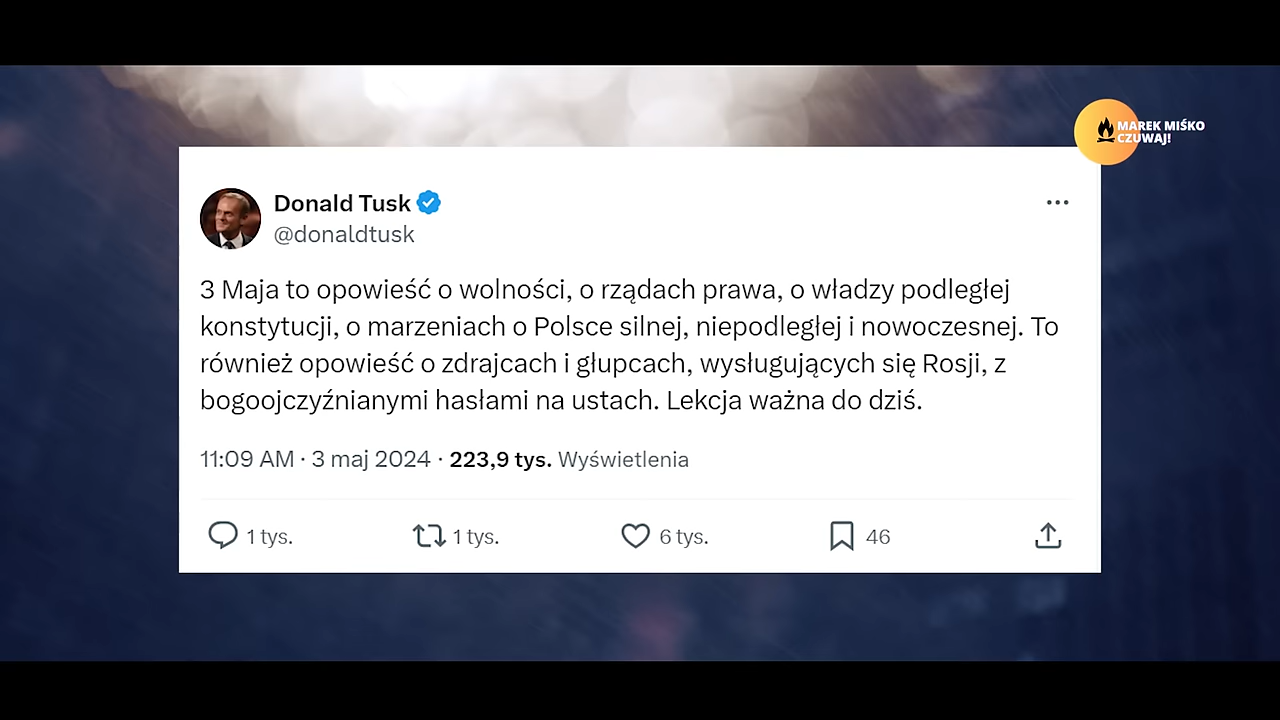 MAREK MIŚKO
CZUWAJ!
Donald Tusk
@donaldtusk
3 Maja to opowieść o wolności, o rządach prawa, o władzy podległej
konstytucji, o marzeniach o Polsce silnej, niepodległej i nowoczesnej. To
również opowieść o zdrajcach i głupcach, wysługujących się Rosji, z
bogoojczyźnianymi hasłami na ustach. Lekcja ważna do dziś.
11:09 AM · 3 maj 2024 · 223,9 tys. Wyświetlenia
1 tys. 1 tys. 6 tys. 46